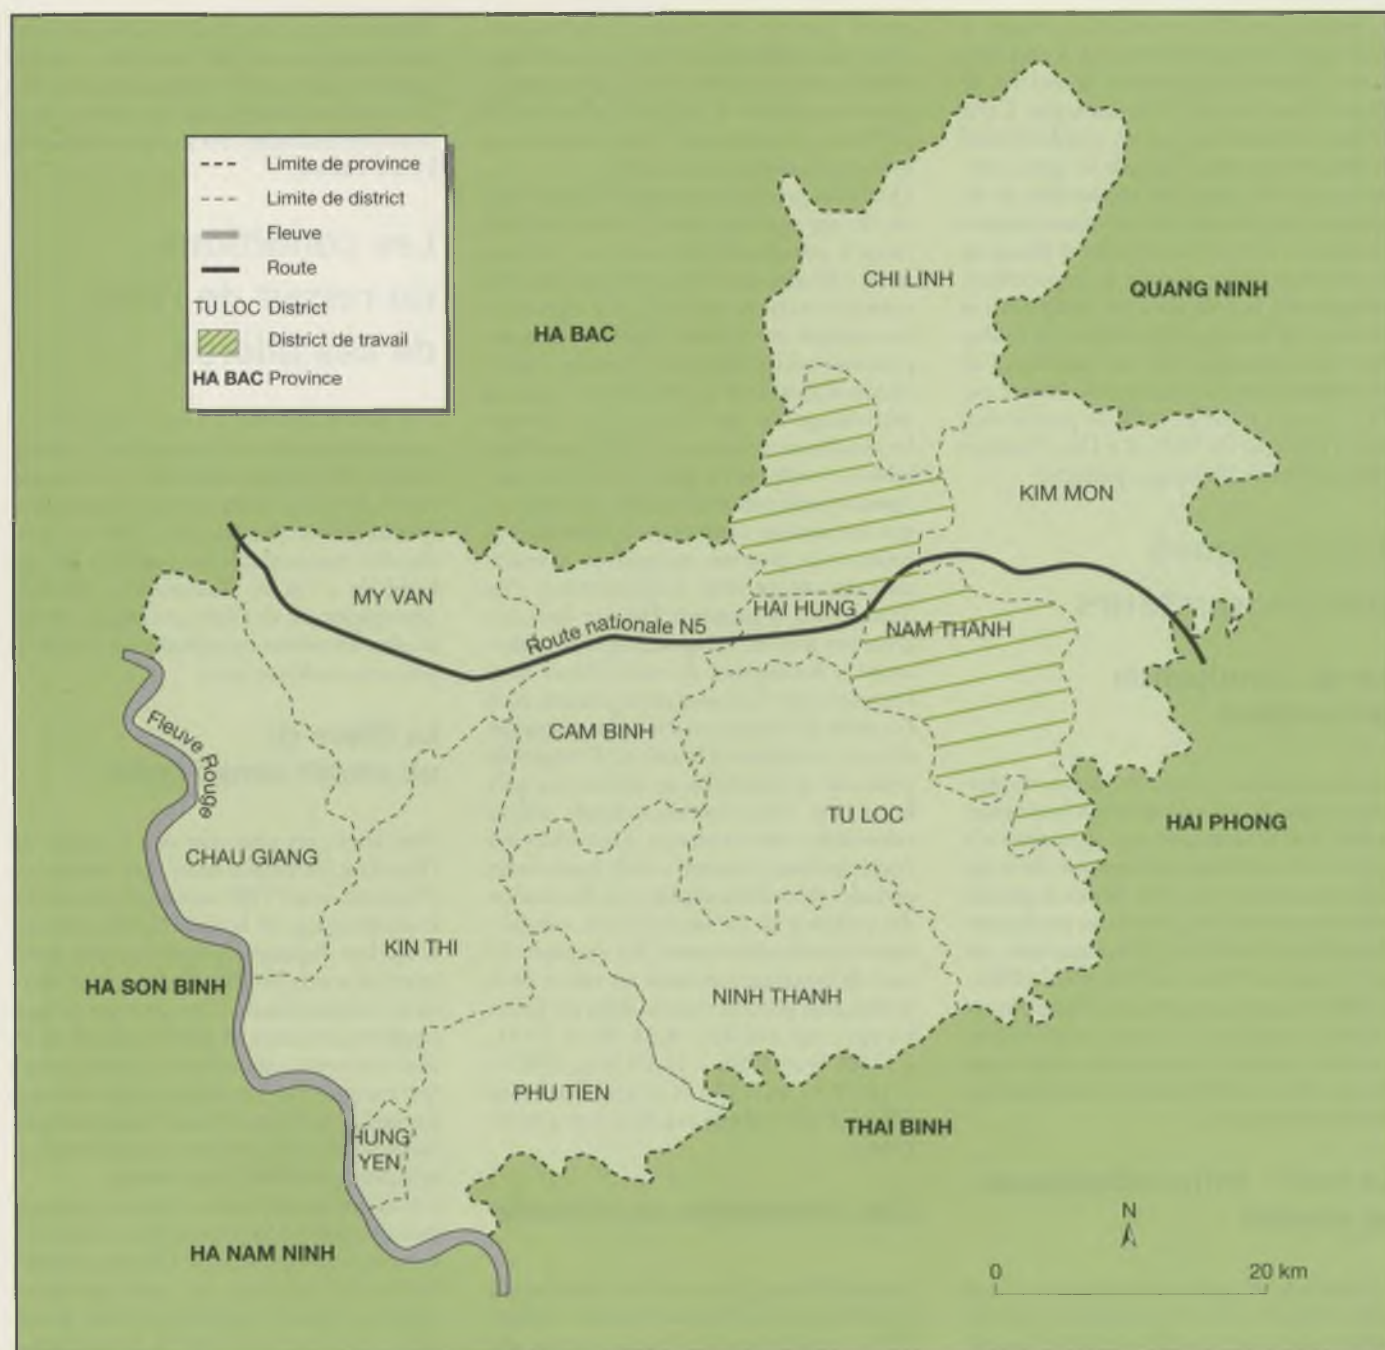 Limite de province
Limite de district
Fleuve
Route
TU LOC District
District de travail
HA BAC Province
CHI LINH
QUANG NINH
HA BAC
KIM MON
MY VAN
HAI HUNG
Route nationale N5
NAM THANH
Fleuve Rouge
CAM BINH
TU LOC
HAI PHONG
CHAU GIANG
KIN THI
HA SON BINH
NINH THANH
PHU TIEN
THAI BINH
HUNG
YEN
N
HA NAM NINH
0 20 km